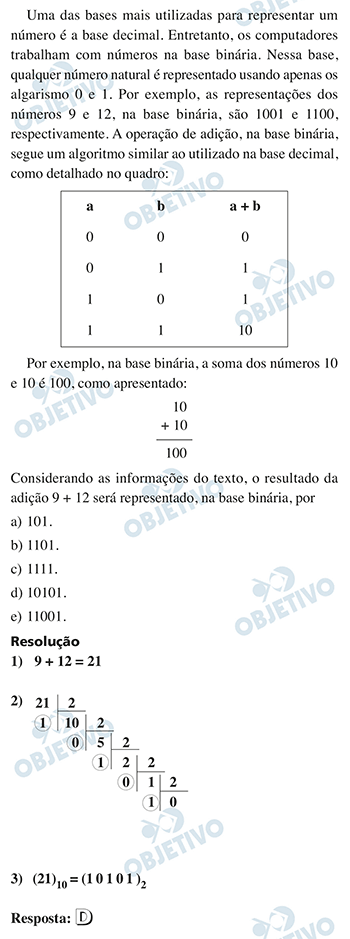 Uma das bases mais utilizadas para representar um
número é a base decimal. Entretanto, os computadores
trabalham com números na base binária. Nessa base,
qualquer número natural é representado usando apenas os
algarismo 0 e 1. Por exemplo, as representações dos
números 9 e 12, na base binária, são 1001 e 1100,
respectivamente. A operação de adição, na base binária,
segue um algoritmo similar ao utilizado na base decimal,
como detalhado no quadro:
a b a + b
0 0 0
0 1 1
1 0 1
1 1 10
Por exemplo, na base binária, a soma dos números 10
e 10 é 100, como apresentado:
10
+ 10
100
Considerando as informações do texto, o resultado da
adição 9 + 12 será representado, na base binária, por
a) 101.
b) 1101.
c) 1111.
d) 10101.
e) 11001.
Resolução
1) 9 + 12 = 21
2) 21 2
1 10 2
0 5 2
1 2 2
0 1 2
1 0
3) (21)10 = (1 0 1 0 1)2
Resposta: D
OBJETIVO
OBJETIVO
OBJETIVO
OBJETIVO
OBJETIVO
OBJETIVO
OBJETIVO
OBJETIVO
OBJETIVO